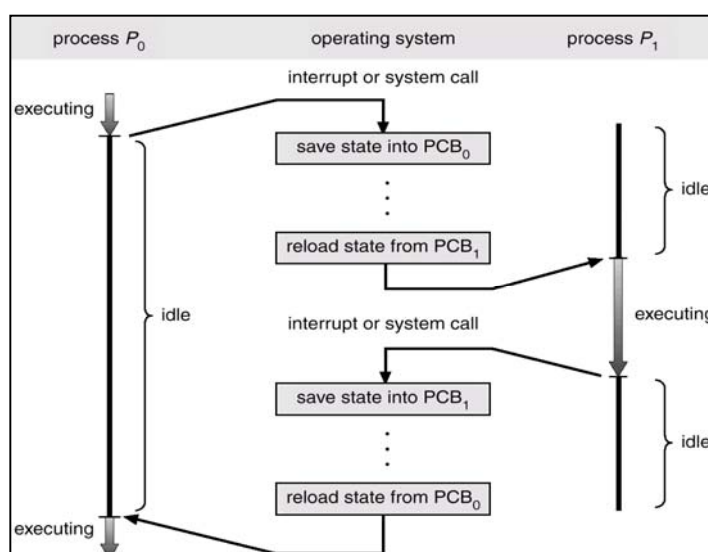 process P₀ operating system process P₁
interrupt or system call
executing
save state into PCB₀
idle
reload state from PCB₁
idle
interrupt or system call
executing
save state into PCB₁
idle
reload state from PCB₀
executing